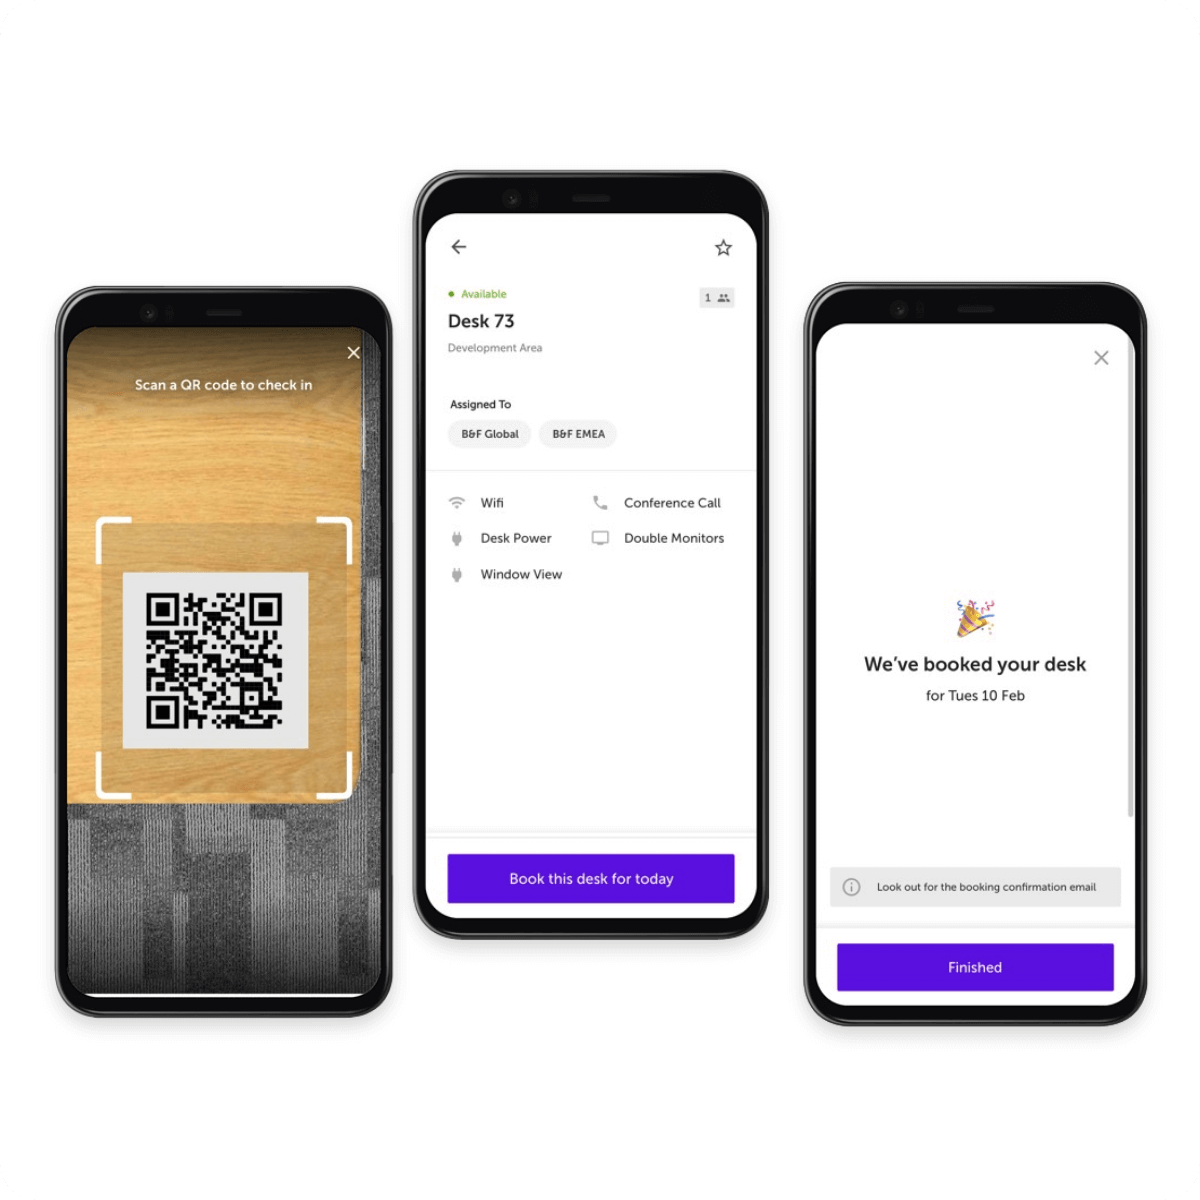 Scan a QR code to check in
Available
1
Desk 73
Development Area
Assigned To
B&F Global
B&F EMEA
Wifi
Conference Call
Desk Power
Double Monitors
Window View
Book this desk for today
We've booked your desk
for Tues 10 Feb
Look out for the booking confirmation email
Finished